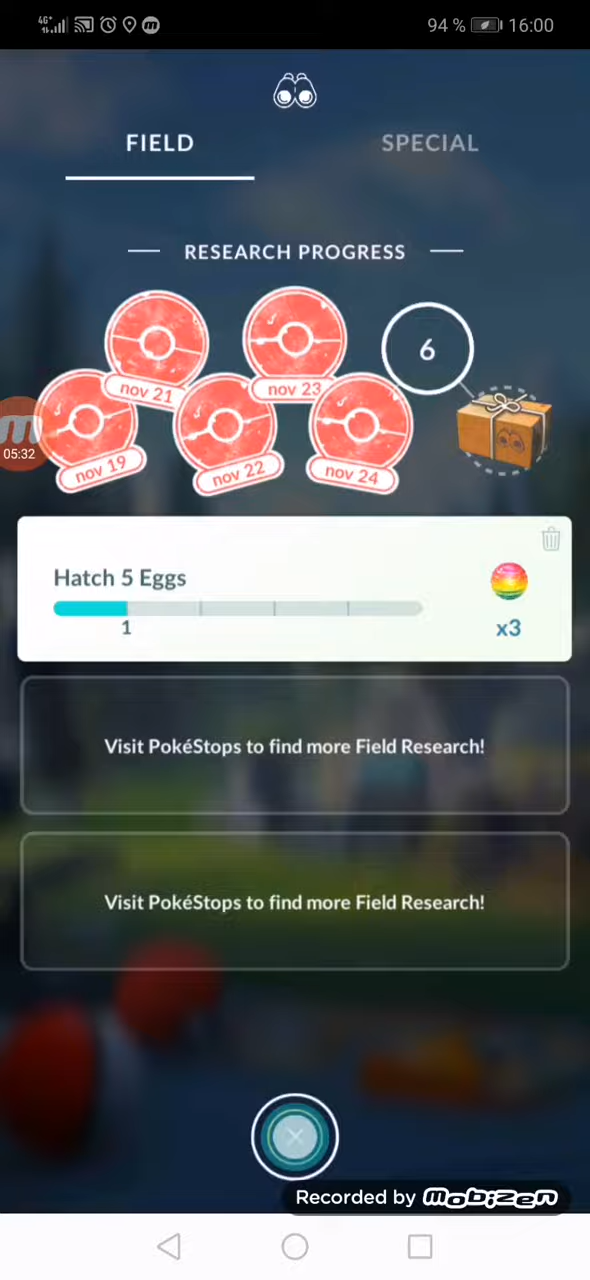 4G+ 94 % 16:00
FIELD SPECIAL
RESEARCH PROGRESS
nov 21 nov 23 6
nov 19 nov 22 nov 24
05:32
Hatch 5 Eggs
1 x3
Visit PokéStops to find more Field Research!
Visit PokéStops to find more Field Research!
Recorded by Mobizen